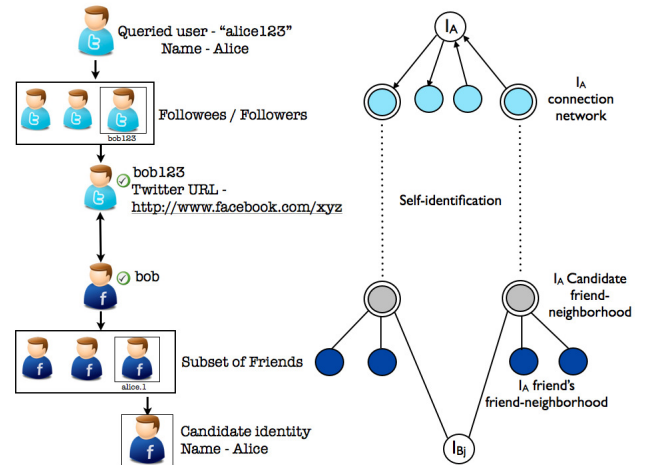 Queried user - "alice123"
Name - Alice
Followees / Followers
bob123
bob123
Twitter URL -
http://www.facebook.com/xyz
bob
Subset of Friends
alice.1
Candidate identity
Name - Alice
IA
IA
connection
network
Self-identification
IA Candidate
friend-
neighborhood
IA friend's
friend-neighborhood
IBj
t
t
t
t
t
f
f
f
f
f